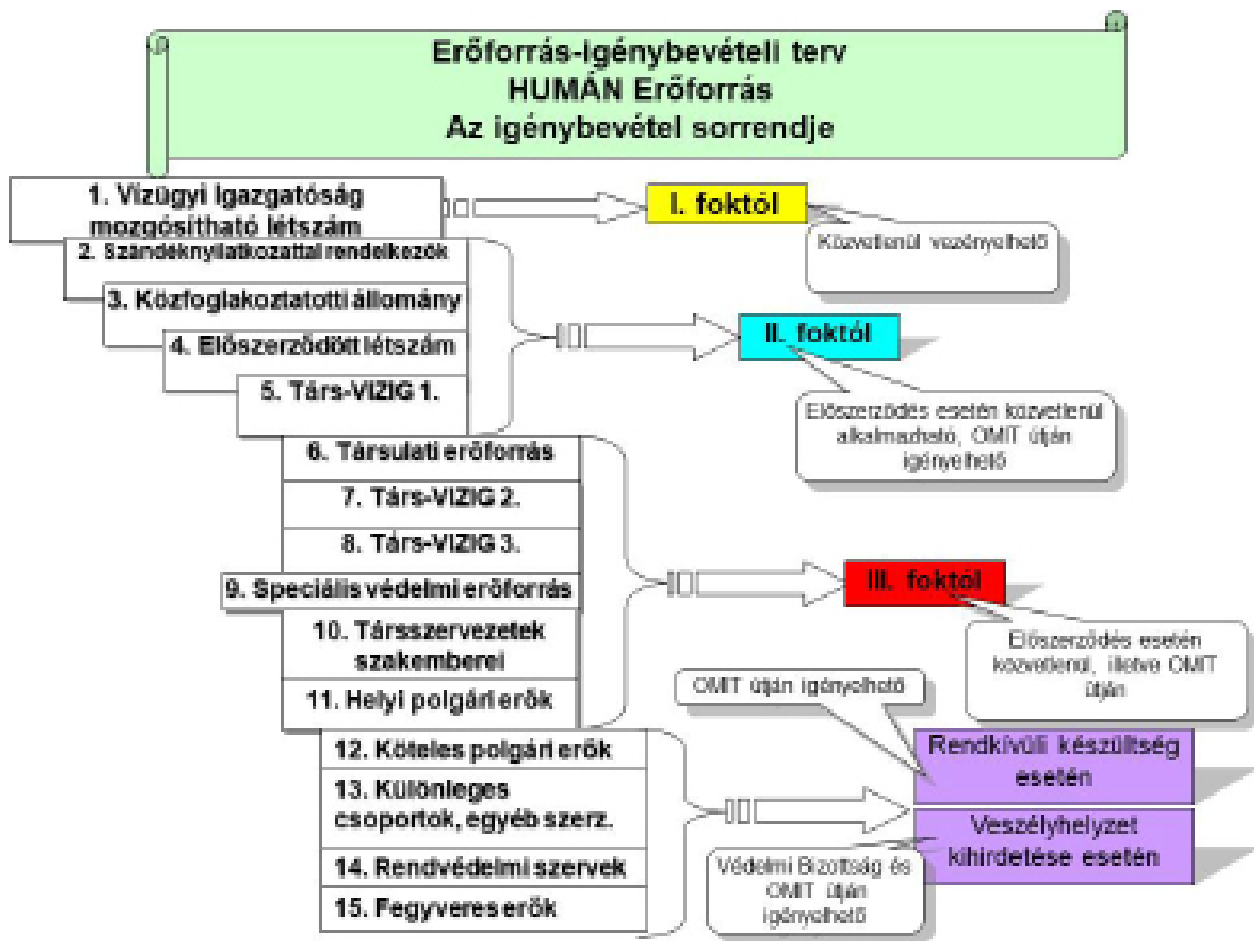 Erőforrás-igénybevételi terv
HUMÁN Erőforrás
Az igénybevétel sorrendje
1. Vízügyi Igazgatóság
mozgósítható létszám
I. foktól
Közvetlenül vezényelhető
2. Szándéknyilatkozattal rendelkezők
3. Közfoglakoztatotti állomány
4. Előszerződött létszám
5. Társ-VIZIG 1.
II. foktól
Előszerződés esetén közvetlenül
alkalmazható, OMIT útján
igényelhető
6. Társulati erőforrás
7. Társ-VIZIG 2.
8. Társ-VIZIG 3.
9. Speciális védelmi erőforrás
10. Társszervezetek
szakemberei
11. Helyi polgári erők
III. foktól
Előszerződés esetén
közvetlenül, illetve OMIT
útján
OMIT útján igényelhető
12. Köteles polgári erők
13. Különleges
csoportok, egyéb szerz.
14. Rendvédelmi szervek
15. Fegyveres erők
Rendkívüli készültség
esetén
Veszélyhelyzet
kihirdetése esetén
Védelmi Bizottság és
OMIT útján
igényelhető